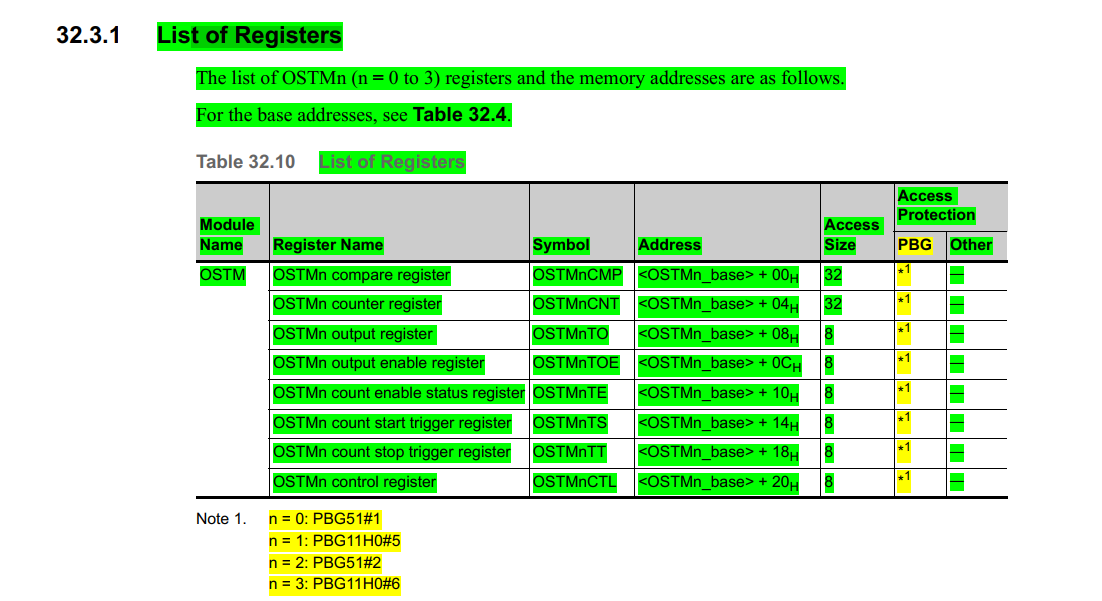 32.3.1 List of Registers
The list of OSTMn (n = 0 to 3) registers and the memory addresses are as follows.
For the base addresses, see Table 32.4.
Table 32.10 List of Registers
Module Name Register Name Symbol Address Access Size Access Protection PBG Other
OSTM OSTMn compare register OSTMnCMP <OSTMn_base> + 00H 32 *1 —
OSTMn counter register OSTMnCNT <OSTMn_base> + 04H 32 *1 —
OSTMn output register OSTMnTO <OSTMn_base> + 08H 8 *1 —
OSTMn output enable register OSTMnTOE <OSTMn_base> + 0CH 8 *1 —
OSTMn count enable status register OSTMnTE <OSTMn_base> + 10H 8 *1 —
OSTMn count start trigger register OSTMnTS <OSTMn_base> + 14H 8 *1 —
OSTMn count stop trigger register OSTMnTT <OSTMn_base> + 18H 8 *1 —
OSTMn control register OSTMnCTL <OSTMn_base> + 20H 8 *1 —
Note 1. n = 0: PBG51#1
n = 1: PBG11H0#5
n = 2: PBG51#2
n = 3: PBG11H0#6